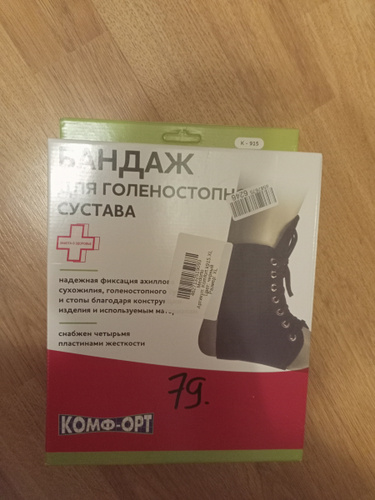 К - 915
БАНДАЖ
ДЛЯ ГОЛЕНОСТОПН
СУСТАВА
надежная фиксация ахиллов
сухожилия, голеностопного
и стопы благодаря конструк
изделия и используемым мат
снабжен четырьмя
пластинами жесткости
79.
КОМФ-ОРТ